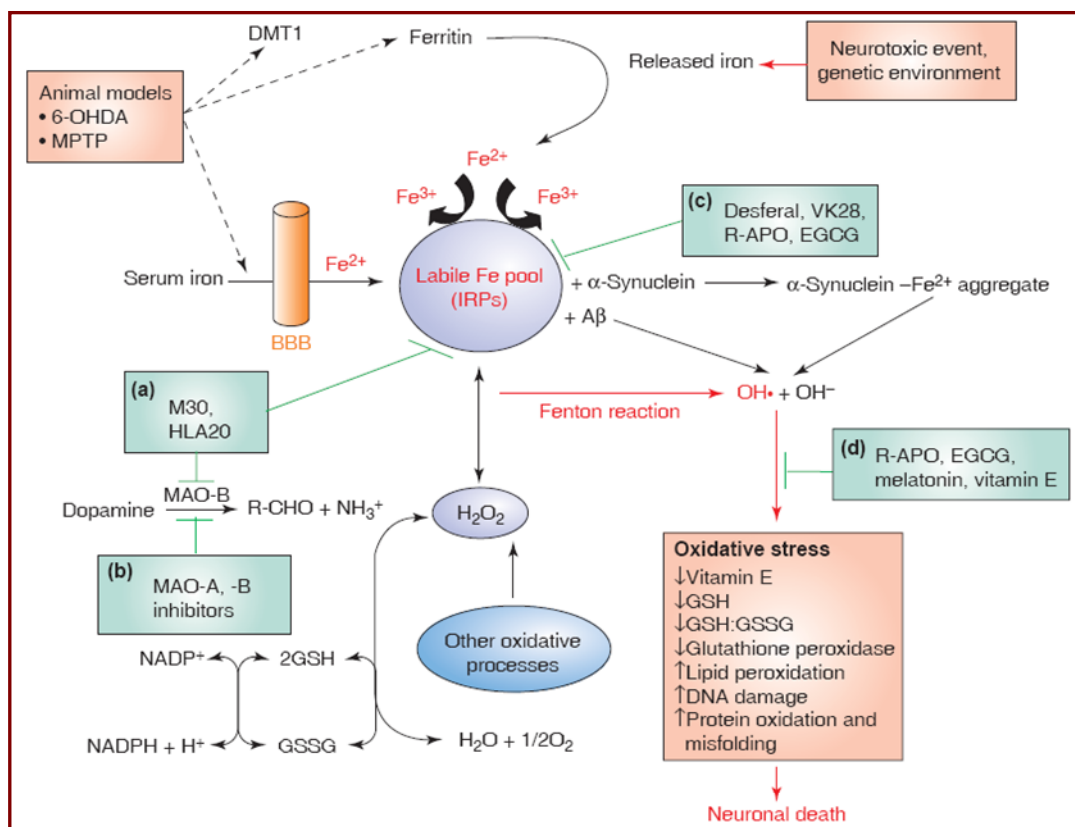 DMT1
Ferritin
Released iron
Neurotoxic event,
genetic environment
Animal models
• 6-OHDA
• MPTP
Fe²⁺
Fe³⁺
Fe³⁺
(c)
Desferal, VK28,
R-APO, EGCG
Serum iron
Fe²⁺
BBB
Labile Fe pool
(IRPs)
+ α-Synuclein
α-Synuclein –Fe²⁺ aggregate
+ Aβ
(a)
M30,
HLA20
Fenton reaction
OH• + OH⁻
(d)
R-APO, EGCG,
melatonin, vitamin E
MAO-B
Dopamine
R-CHO + NH₃⁺
H₂O₂
(b)
MAO-A, -B
inhibitors
Other oxidative
processes
NADP⁺
2GSH
NADPH + H⁺
GSSG
H₂O + 1/2O₂
Oxidative stress
↓Vitamin E
↓GSH
↓GSH:GSSG
↓Glutathione peroxidase
↑Lipid peroxidation
↑DNA damage
↑Protein oxidation and
misfolding
Neuronal death